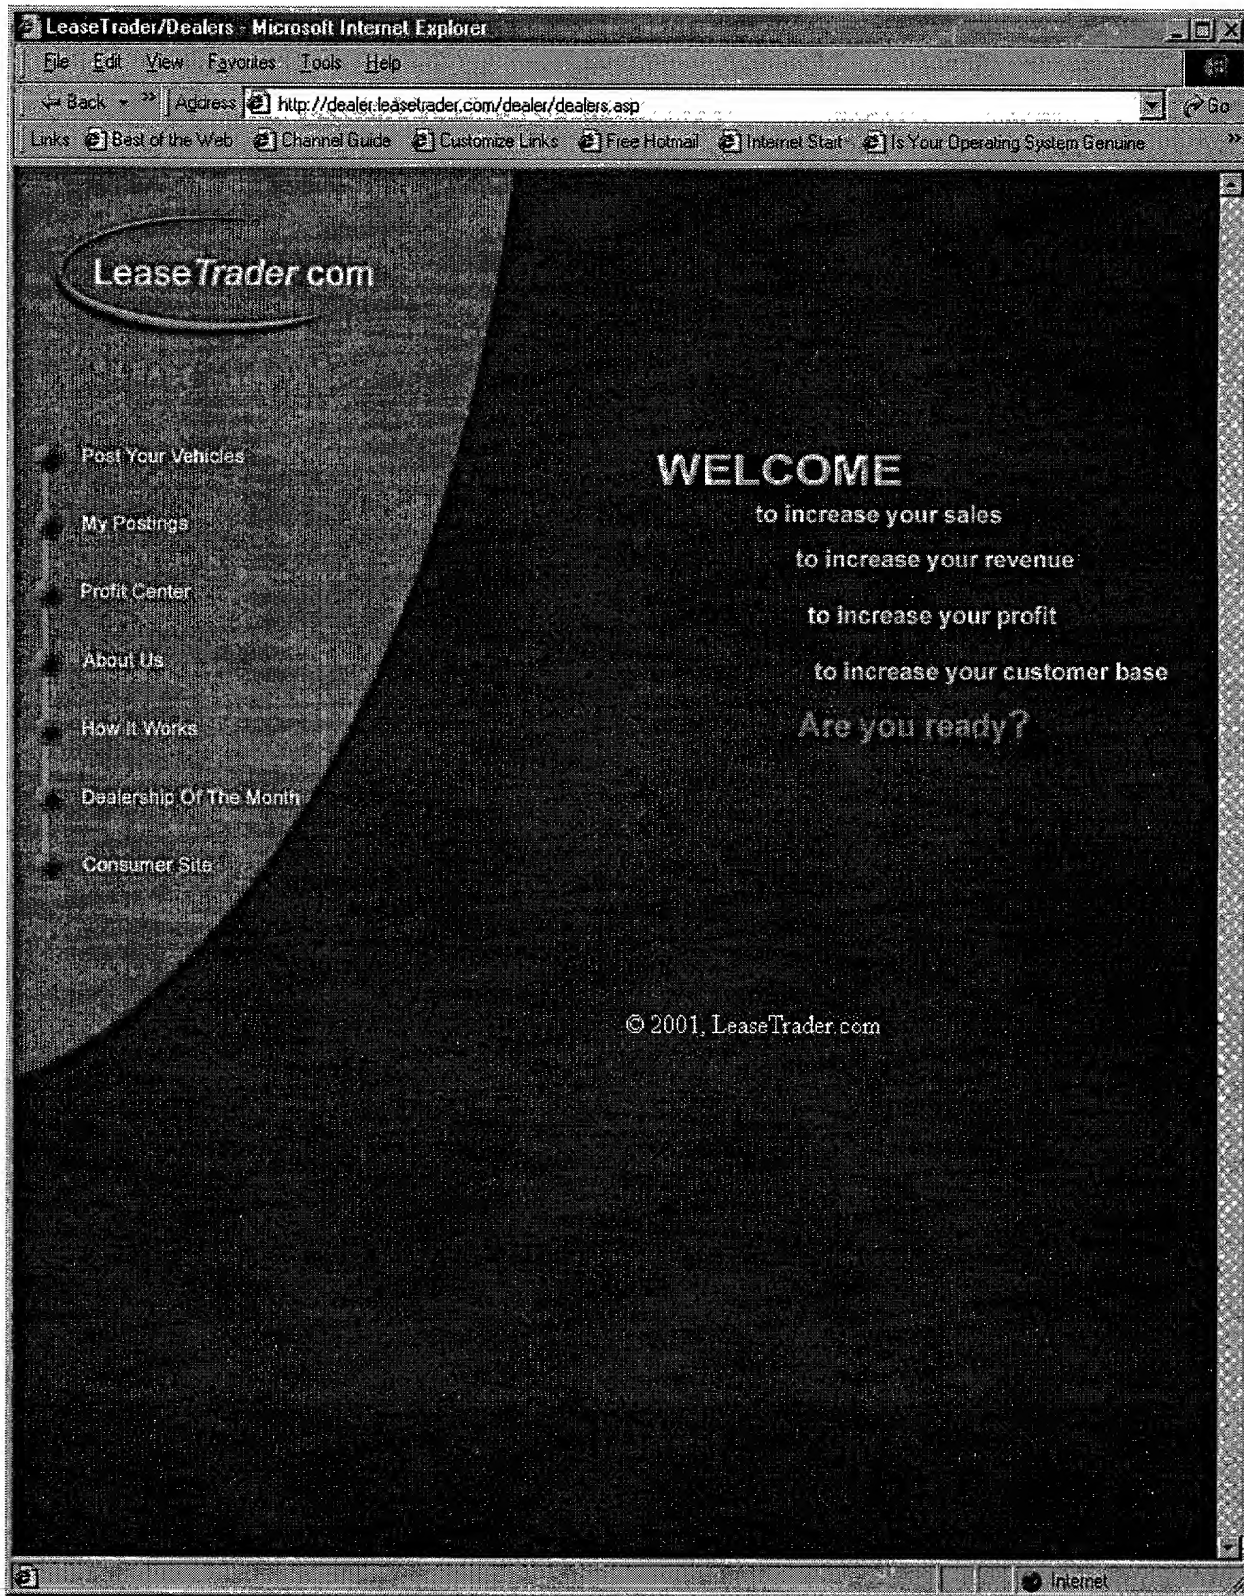 LeaseTrader/Dealers - Microsoft Internet Explorer
File Edit View Favorites Tools Help
Back » Address http://dealer.leasetrader.com/dealer/dealers.asp Go
Links Best of the Web Channel Guide Customize Links Free Hotmail Internet Start Is Your Operating System Genuine »
LeaseTrader.com
Post Your Vehicles
My Postings
Profit Center
About Us
How It Works
Dealership Of The Month
Consumer Site
WELCOME
to increase your sales
to increase your revenue
to increase your profit
to increase your customer base
Are you ready?
© 2001, LeaseTrader.com
Internet